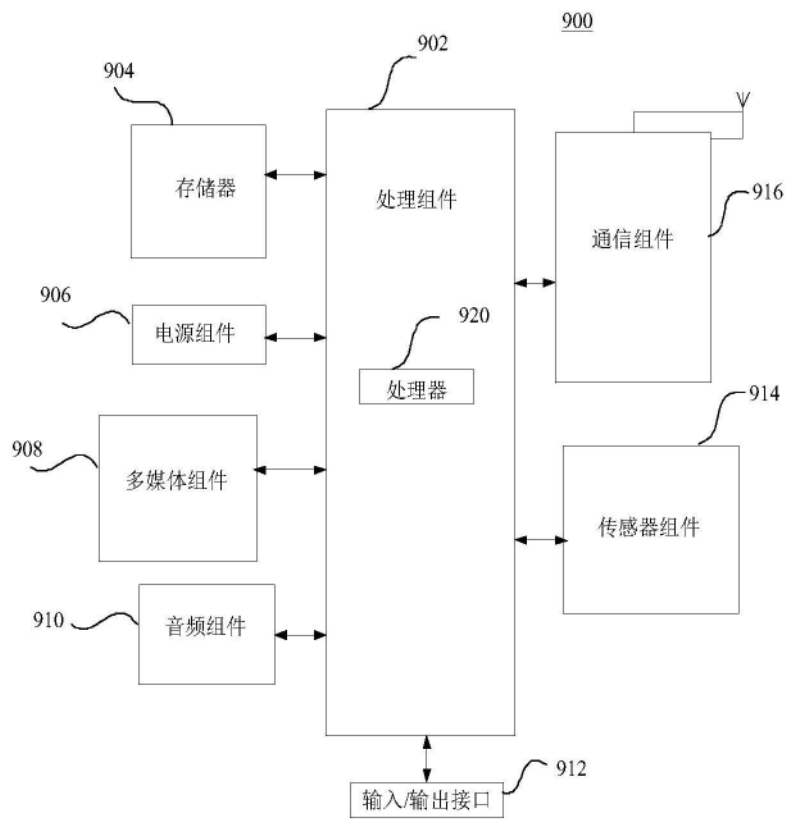 900
902
904
存储器
处理组件
916
通信组件
906
电源组件
920
处理器
914
908
多媒体组件
传感器组件
910
音频组件
912
输入/输出接口